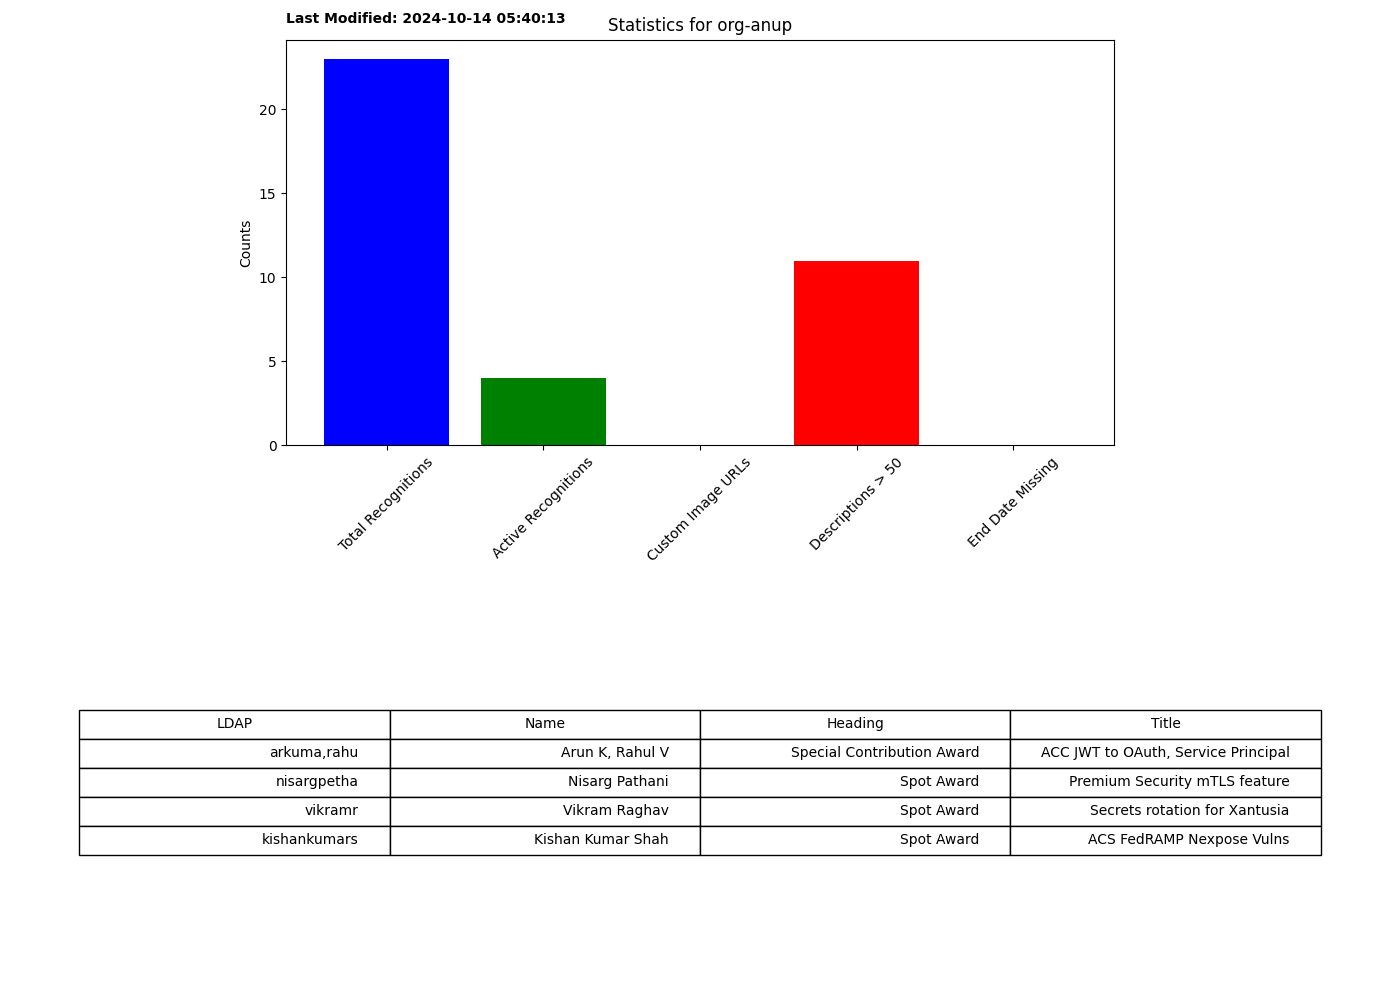 Last Modified: 2024-10-14 05:40:13
Statistics for org-anup
Counts
20
15
10
5
0
Total Recognitions
Active Recognitions
Custom Image URLs
Descriptions > 50
End Date Missing
LDAP Name Heading Title
arkuma,rahu Arun K, Rahul V Special Contribution Award ACC JWT to OAuth, Service Principal
nisargpetha Nisarg Pathani Spot Award Premium Security mTLS feature
vikramr Vikram Raghav Spot Award Secrets rotation for Xantusia
kishankumars Kishan Kumar Shah Spot Award ACS FedRAMP Nexpose Vulns